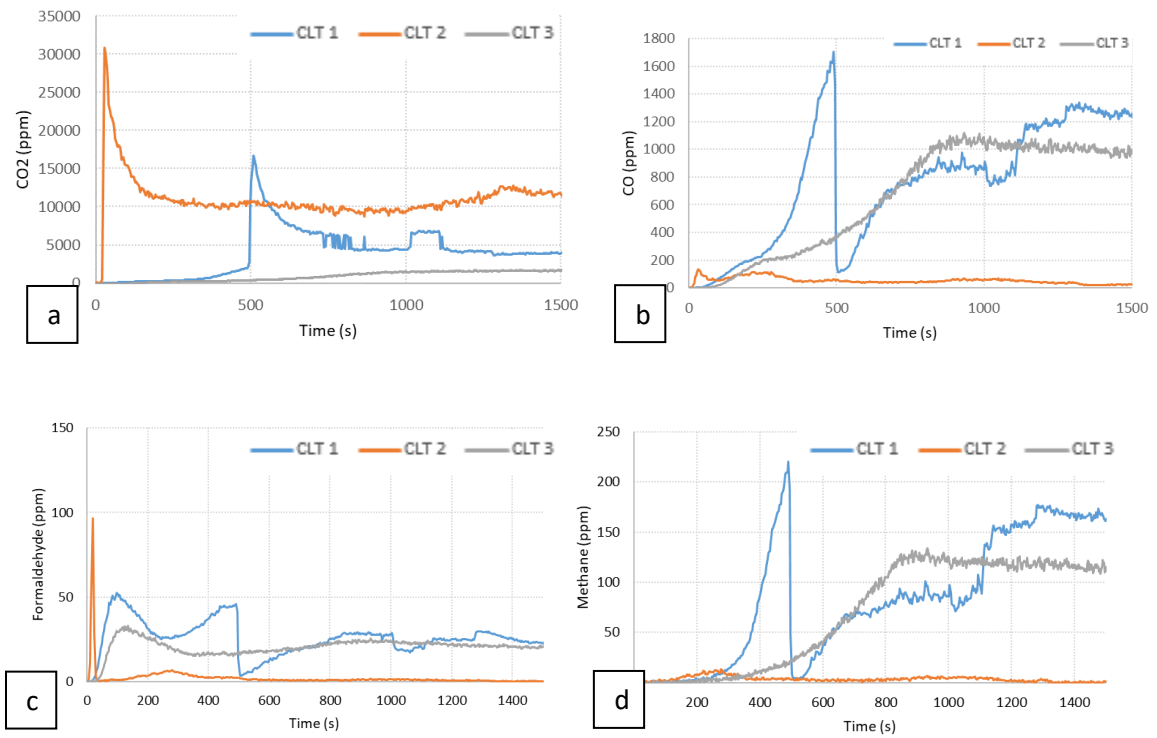 CLT 1 CLT 2 CLT 3
35000
30000
25000
20000
15000
10000
5000
0
CO2 (ppm)
0 500 1000 1500
Time (s)
a
CLT 1 CLT 2 CLT 3
1800
1600
1400
1200
1000
800
600
400
200
0
CO (ppm)
0 500 1000 1500
Time (s)
b
CLT 1 CLT 2 CLT 3
150
100
50
0
Formaldehyde (ppm)
0 200 400 600 800 1000 1200 1400
Time (s)
c
CLT 1 CLT 2 CLT 3
250
200
150
100
50
Methane (ppm)
200 400 600 800 1000 1200 1400
Time (s)
d